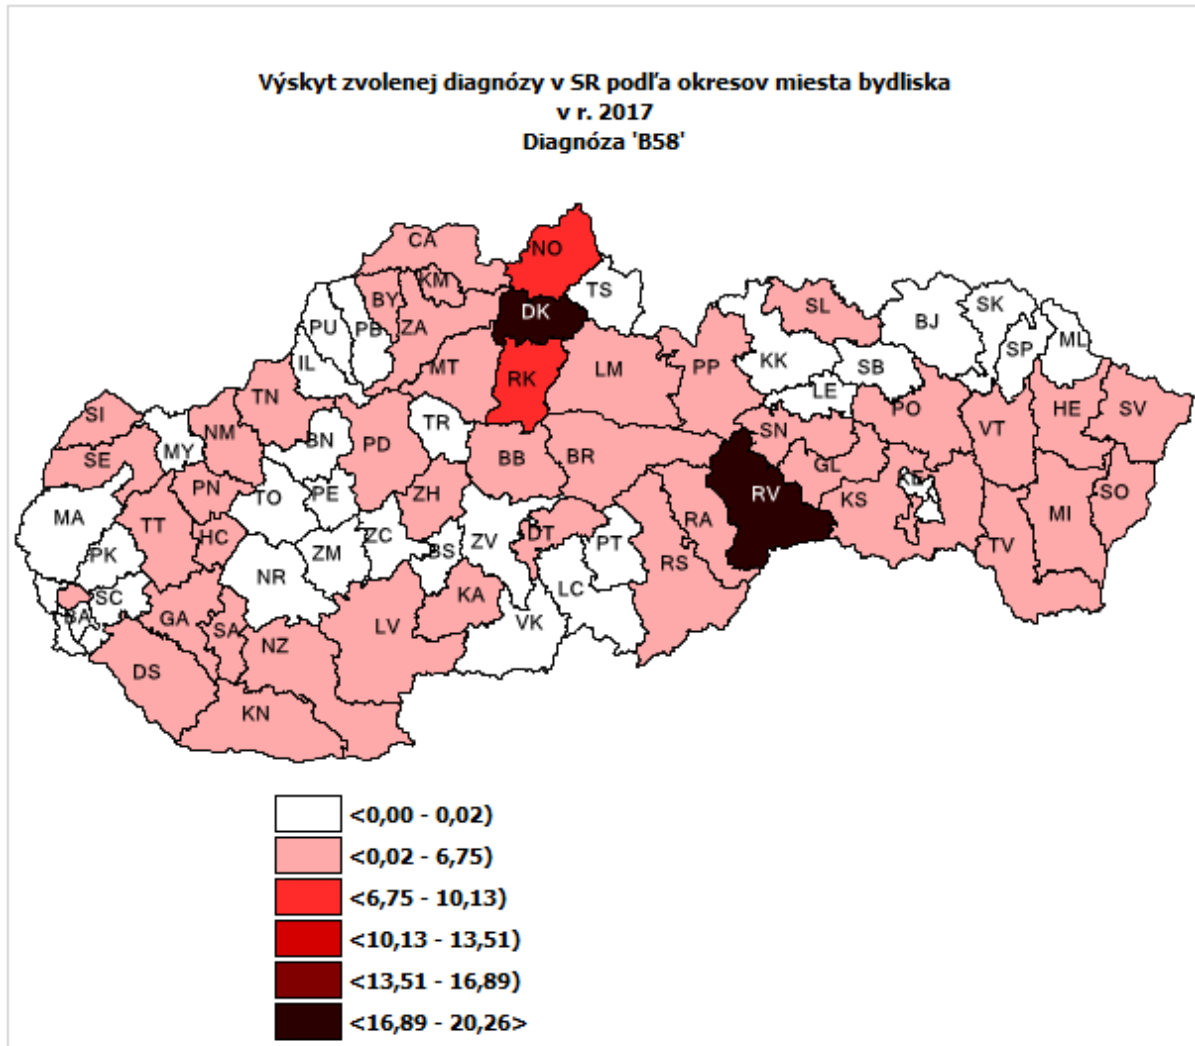 Výskyt zvolenej diagnózy v SR podľa okresov miesta bydliska
v r. 2017
Diagnóza 'B58'
CA
NO
KM
TS
BY
SL
PU
PB
ZA
DK
BJ
SK
SP
ML
IL
MT
RK
LM
PP
KK
SB
LE
TN
SI
NM
MY
BN
PD
TR
SN
PO
VT
HE
SV
SE
BB
BR
GL
PN
TO
PE
ZH
RV
KS
KE
MA
TT
HC
ZC
BS
ZV
DT
PT
RA
MI
SO
PK
ZM
NR
TV
SC
BA
GA
SA
KA
LC
RS
LV
VK
NZ
DS
KN
<0,00 - 0,02)
<0,02 - 6,75)
<6,75 - 10,13)
<10,13 - 13,51)
<13,51 - 16,89)
<16,89 - 20,26>